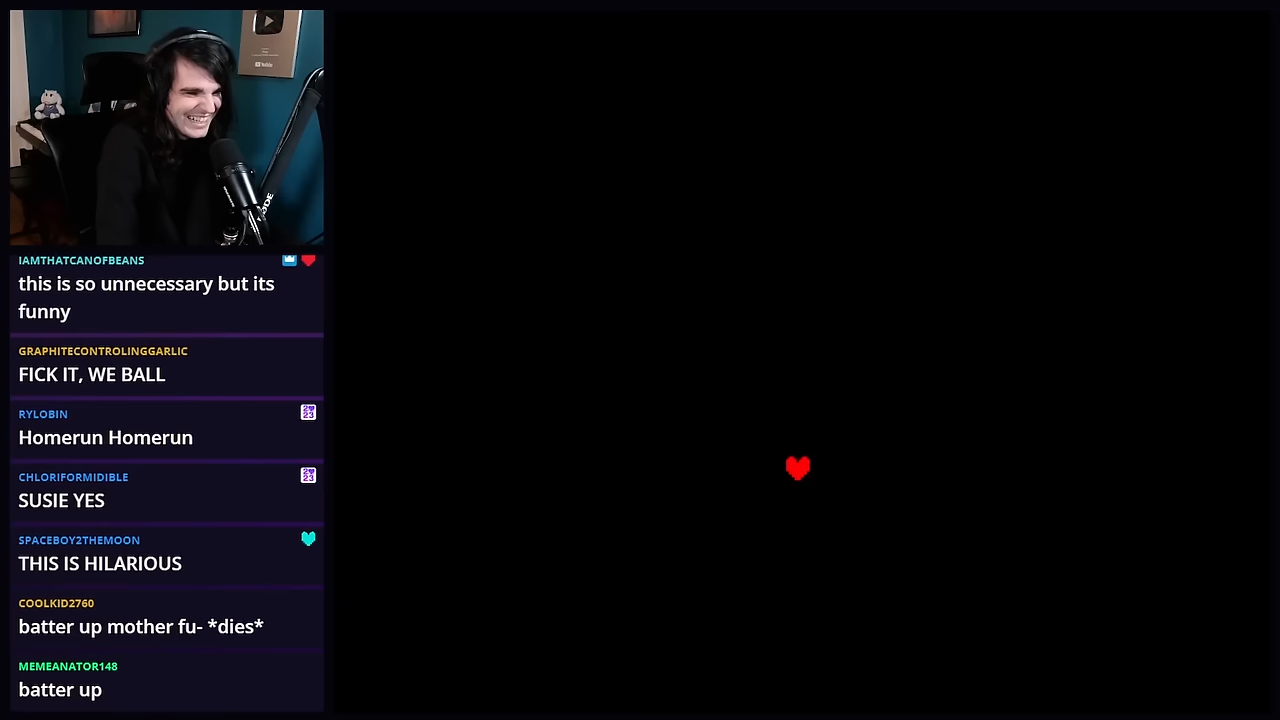 IAMTHATCANOFBEANS
this is so unnecessary but its
funny
GRAPHITECONTROLINGGARLIC
FICK IT, WE BALL
RYLOBIN
Homerun Homerun
CHLORIFORMIDIBLE
SUSIE YES
SPACEBOY2THEMOON
THIS IS HILARIOUS
COOLKID2760
batter up mother fu- *dies*
MEMEANATOR148
batter up